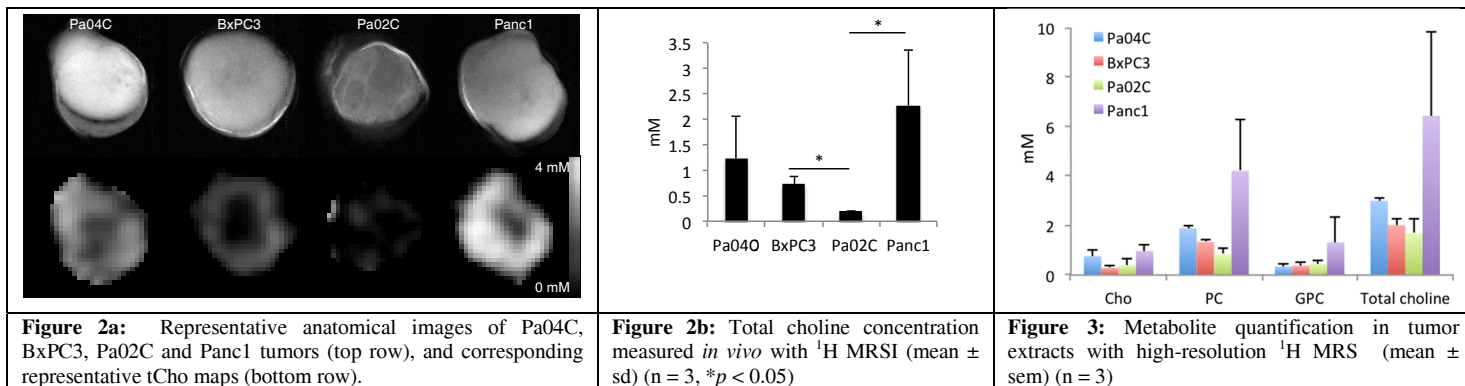 Pa04C BxPC3 Pa02C Panc1
4 mM
0 mM
Figure 2a: Representative anatomical images of Pa04C,
BxPC3, Pa02C and Panc1 tumors (top row), and corresponding
representative tCho maps (bottom row).
*
*
3.5
3
2.5
2
1.5
1
0.5
0
mM
Pa04O BxPC3 Pa02C Panc1
Figure 2b: Total choline concentration
measured in vivo with ¹H MRSI (mean ±
sd) (n = 3, *p < 0.05)
10
8
6
4
2
0
mM
Pa04C
BxPC3
Pa02C
Panc1
Cho PC GPC Total choline
Figure 3: Metabolite quantification in tumor
extracts with high-resolution ¹H MRS (mean ±
sem) (n = 3)